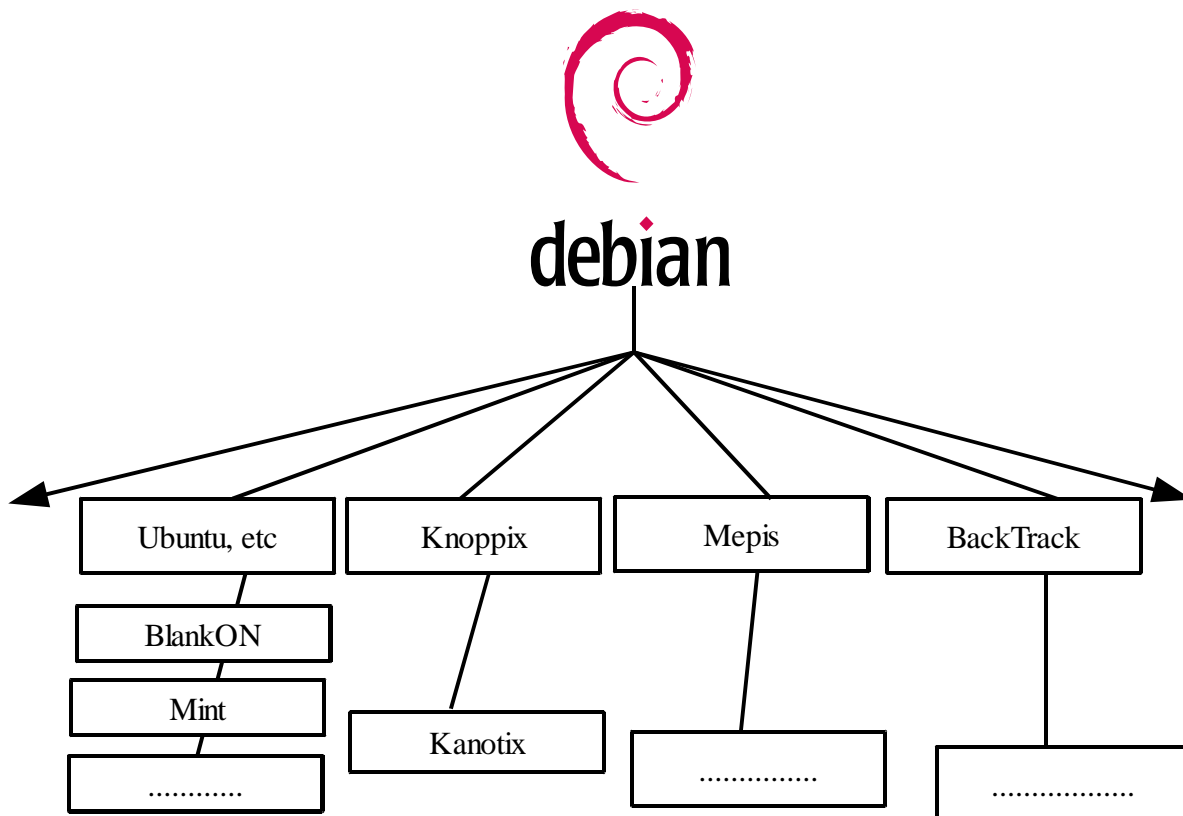 debian
Ubuntu, etc
Knoppix
Mepis
BackTrack
BlankON
Mint
Kanotix
............
...............
..................